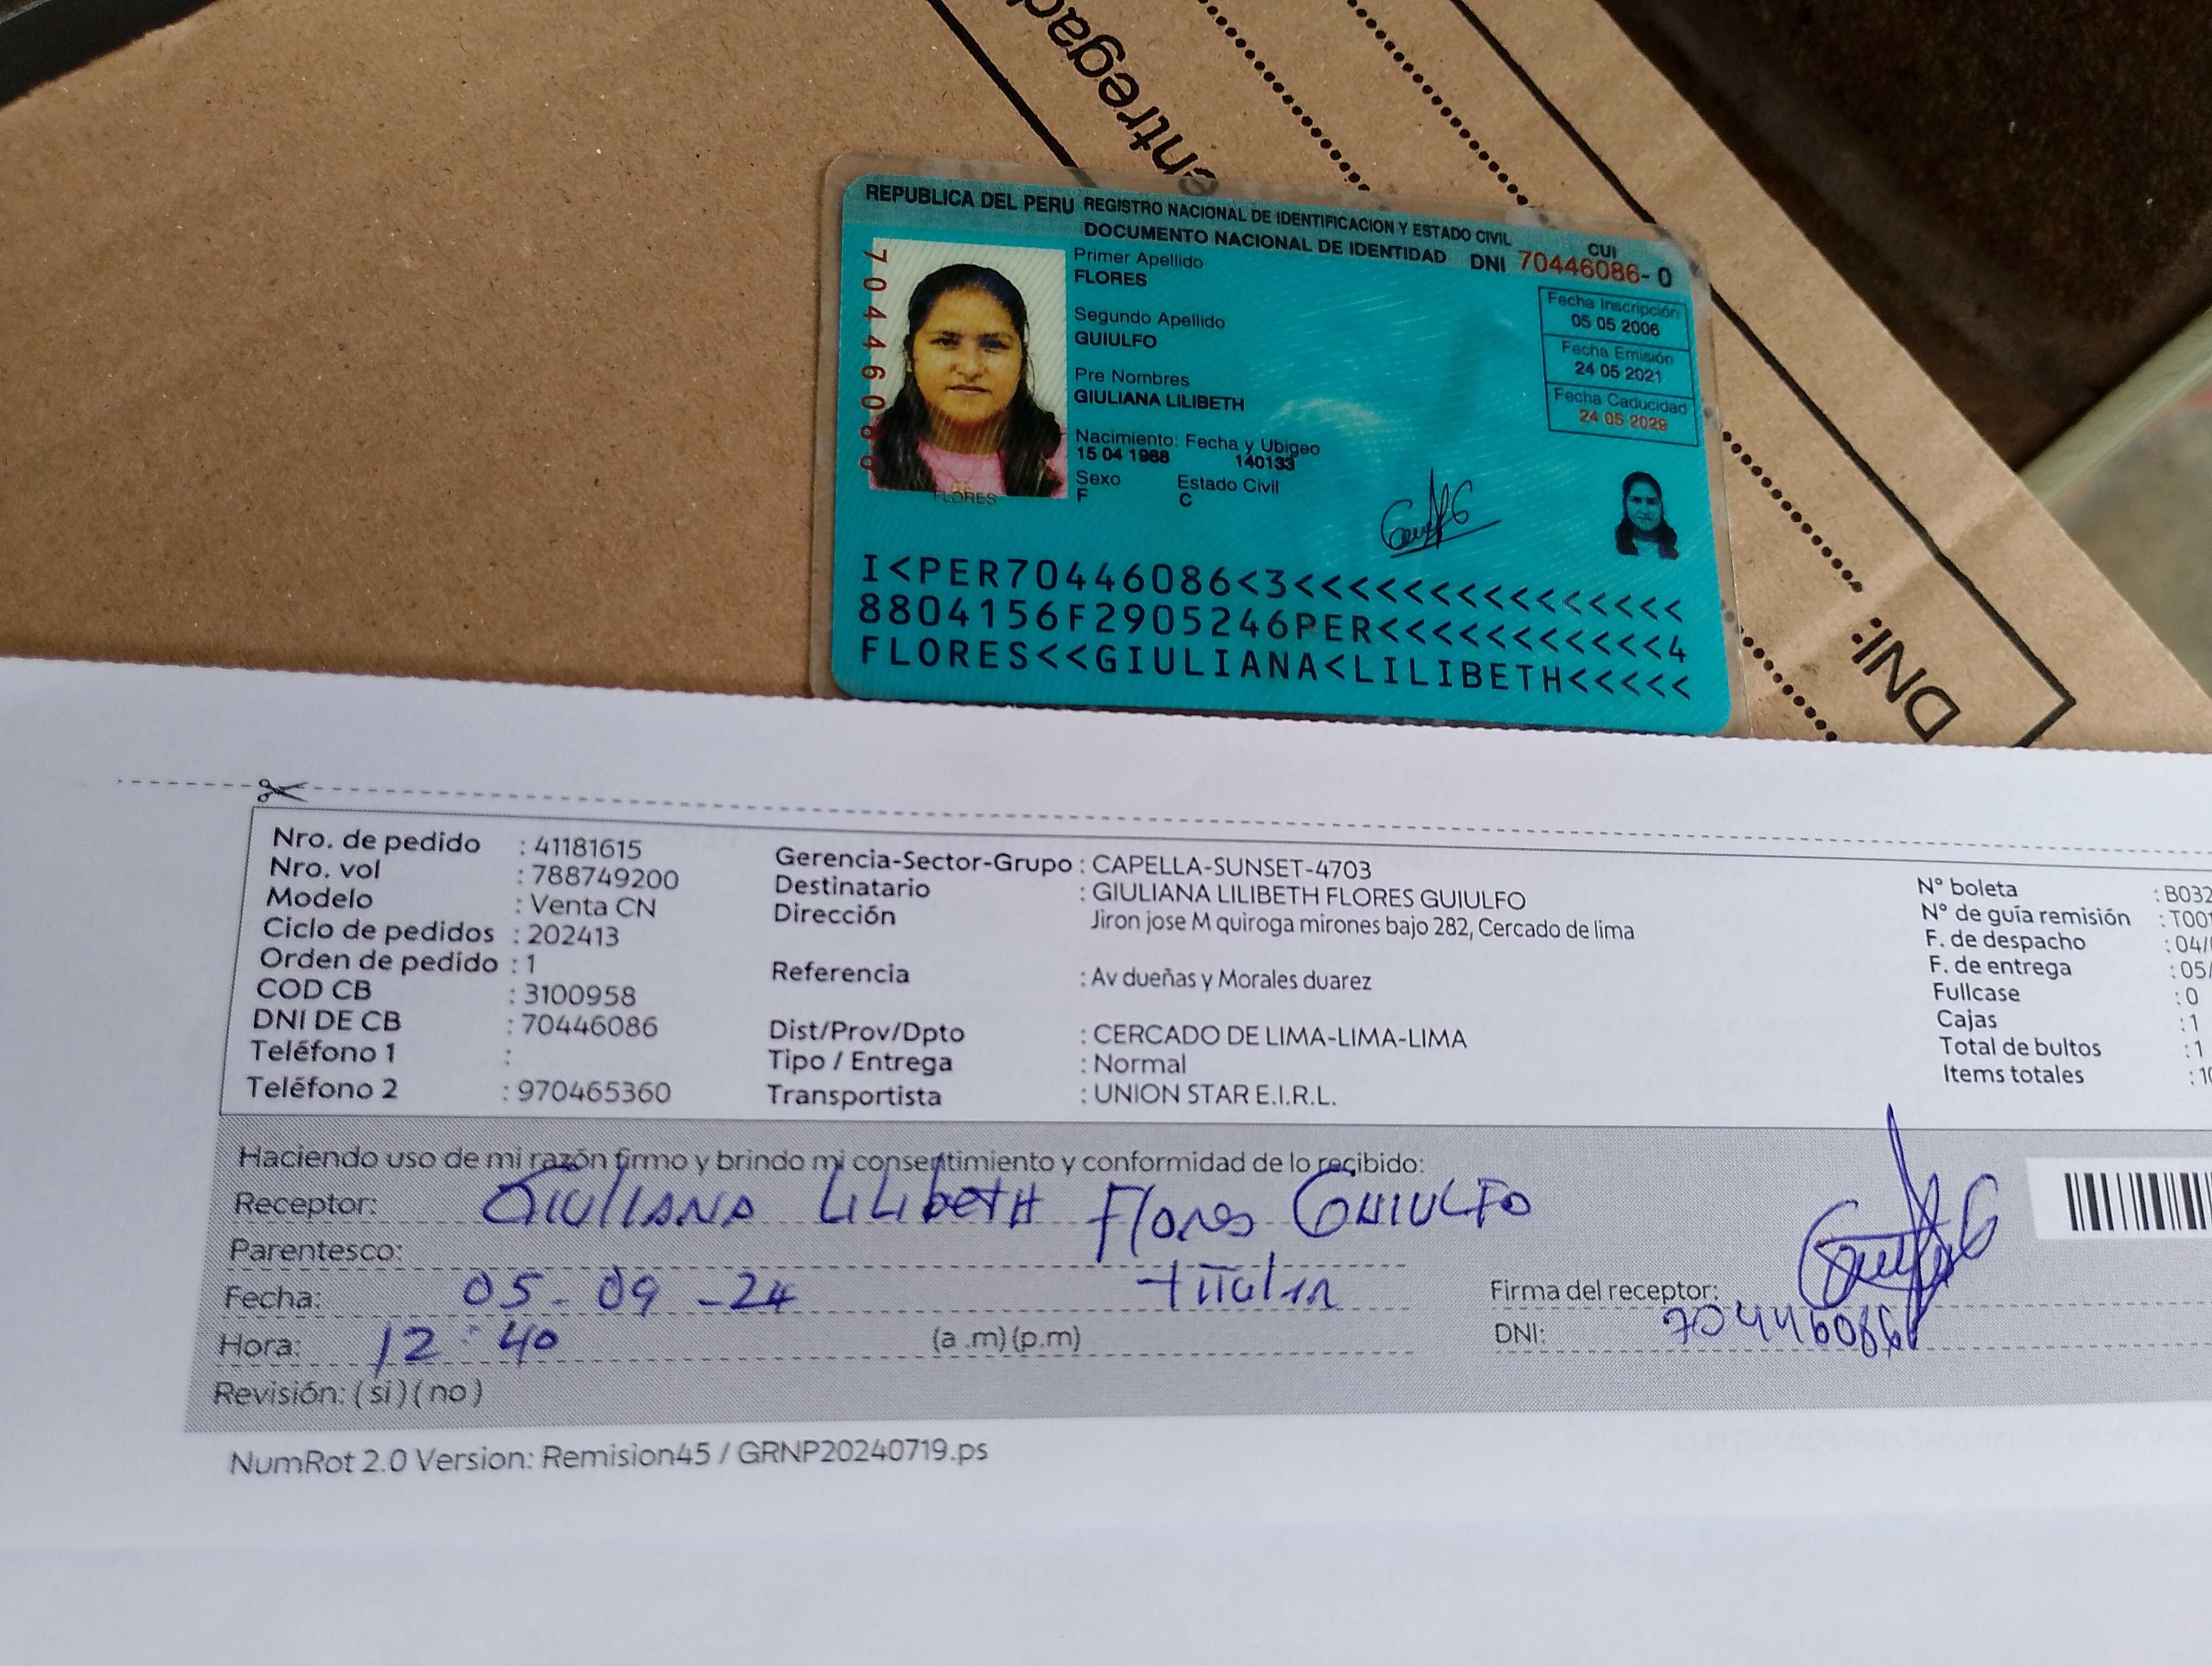 entregad
DNI:
REPUBLICA DEL PERU REGISTRO NACIONAL DE IDENTIFICACION Y ESTADO CIVIL
DOCUMENTO NACIONAL DE IDENTIDAD DNI 70446086-0
CUI
70446086
Primer Apellido
FLORES
Segundo Apellido
GUIULFO
Pre Nombres
GIULIANA LILIBETH
Nacimiento: Fecha y Ubigeo
15 04 1988 140133
Sexo Estado Civil
F C
FLORES
Fecha Inscripción
05 05 2006
Fecha Emisión
24 05 2021
Fecha Caducidad
24 05 2029
I<PER70446086<3<<<<<<<<<<<<<<<
8804156F2905246PER<<<<<<<<<<<4
FLORES<<GIULIANA<LILIBETH<<<<<
Nro. de pedido : 41181615
Nro. vol : 788749200
Modelo : Venta CN
Ciclo de pedidos : 202413
Orden de pedido : 1
COD CB : 3100958
DNI DE CB : 70446086
Teléfono 1 :
Teléfono 2 : 970465360
Gerencia-Sector-Grupo : CAPELLA-SUNSET-4703
Destinatario : GIULIANA LILIBETH FLORES GUIULFO
Dirección Jiron jose M quiroga mirones bajo 282, Cercado de lima
Referencia : Av dueñas y Morales duarez
Dist/Prov/Dpto : CERCADO DE LIMA-LIMA-LIMA
Tipo / Entrega : Normal
Transportista : UNION STAR E.I.R.L.
N° boleta : B032
N° de guía remisión : T001
F. de despacho : 04/
F. de entrega : 05/
Fullcase : 0
Cajas : 1
Total de bultos : 1
Items totales : 10
Haciendo uso de mi razón firmo y brindo mi consentimiento y conformidad de lo recibido:
Receptor: GIULIANA LILIBETH Flores GUIULFO
Parentesco: titular
Fecha: 05-09-24
Firma del receptor:
Hora: 12:40 (a.m)(p.m)
DNI: 70446086
Revisión: (si)(no)
NumRot 2.0 Version: Remision45 / GRNP20240719.ps